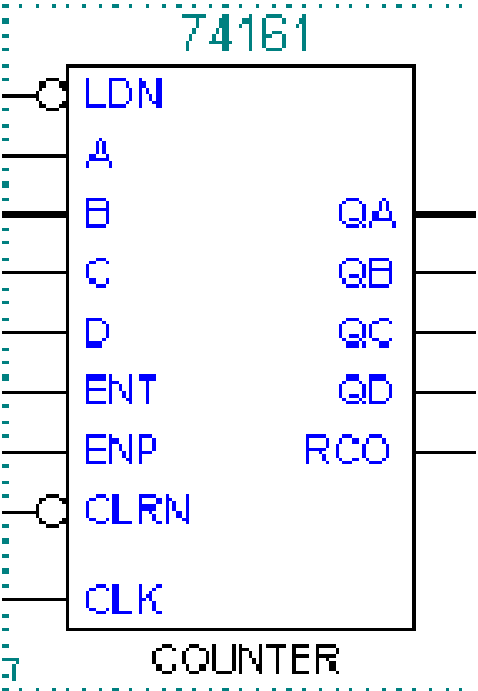 74161
LDN
A
B QA
C QB
D QC
ENT QD
ENP RCO
CLRN
CLK
COUNTER